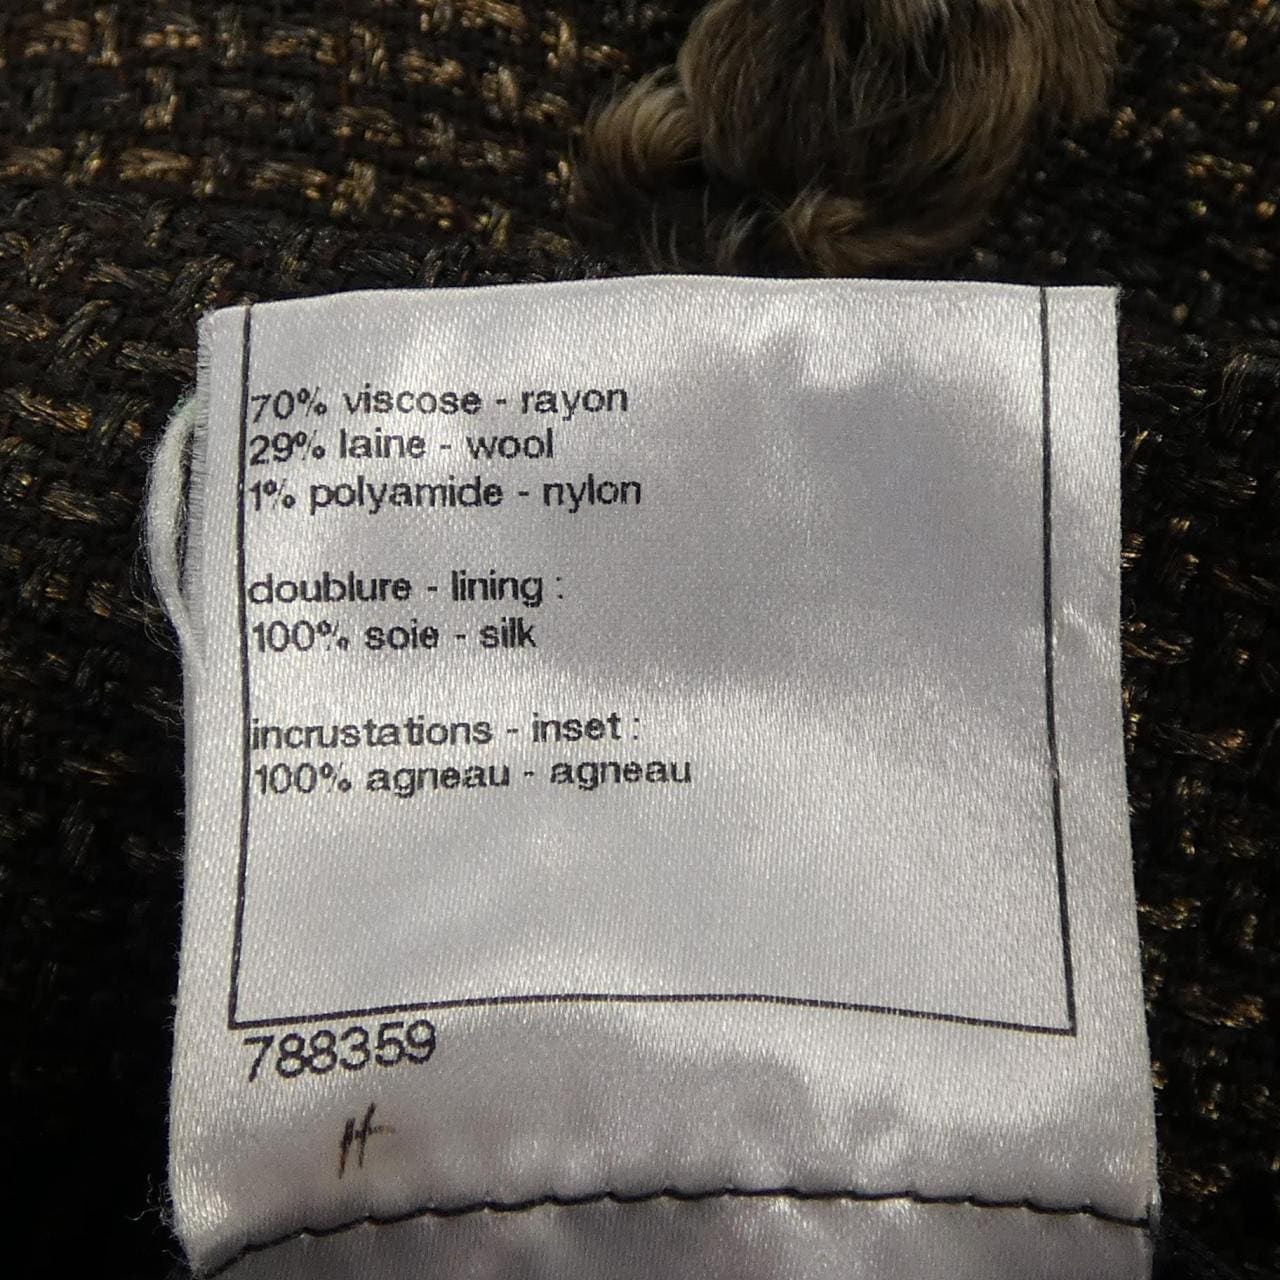 70% viscose - rayon
29% laine - wool
1% polyamide - nylon
doublure - lining :
100% soie - silk
incrustations - inset :
100% agneau - agneau
788359